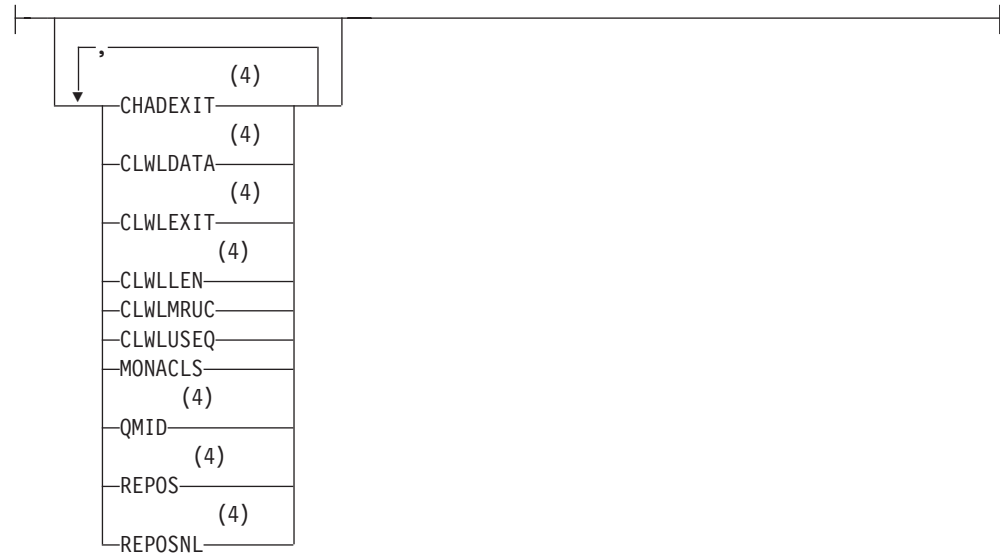 ,
(4)
CHADEXIT
(4)
CLWLDATA
(4)
CLWLEXIT
(4)
CLWLLEN
CLWLMRUC
CLWLUSEQ
MONACLS
(4)
QMID
(4)
REPOS
(4)
REPOSNL